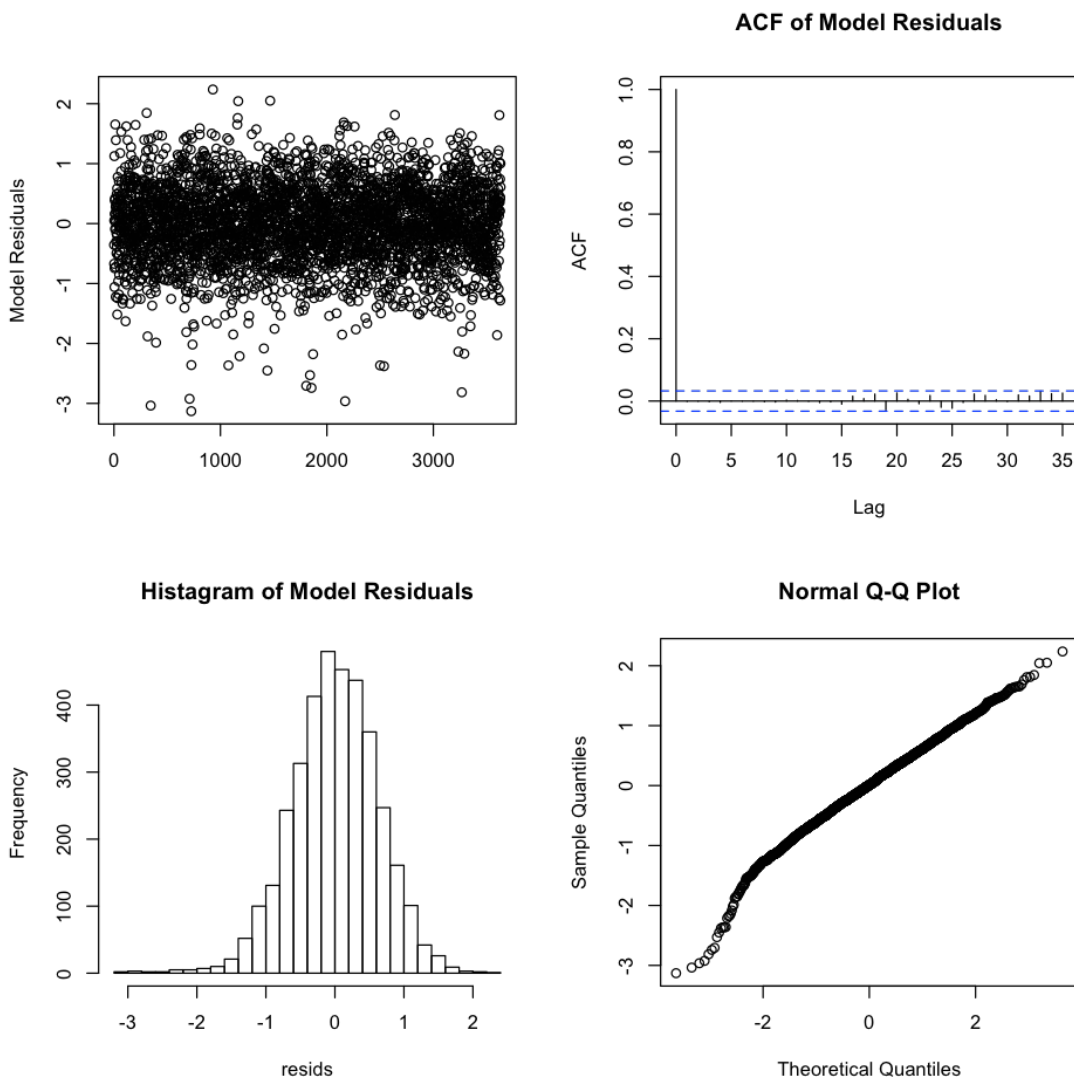 ACF of Model Residuals
Model Residuals
2
1
0
-1
-2
-3
0 1000 2000 3000
ACF
1.0
0.8
0.6
0.4
0.2
0.0
0 5 10 15 20 25 30 35
Lag
Histagram of Model Residuals
Frequency
400
300
200
100
0
-3 -2 -1 0 1 2
resids
Normal Q-Q Plot
Sample Quantiles
2
1
0
-1
-2
-3
-2 0 2
Theoretical Quantiles